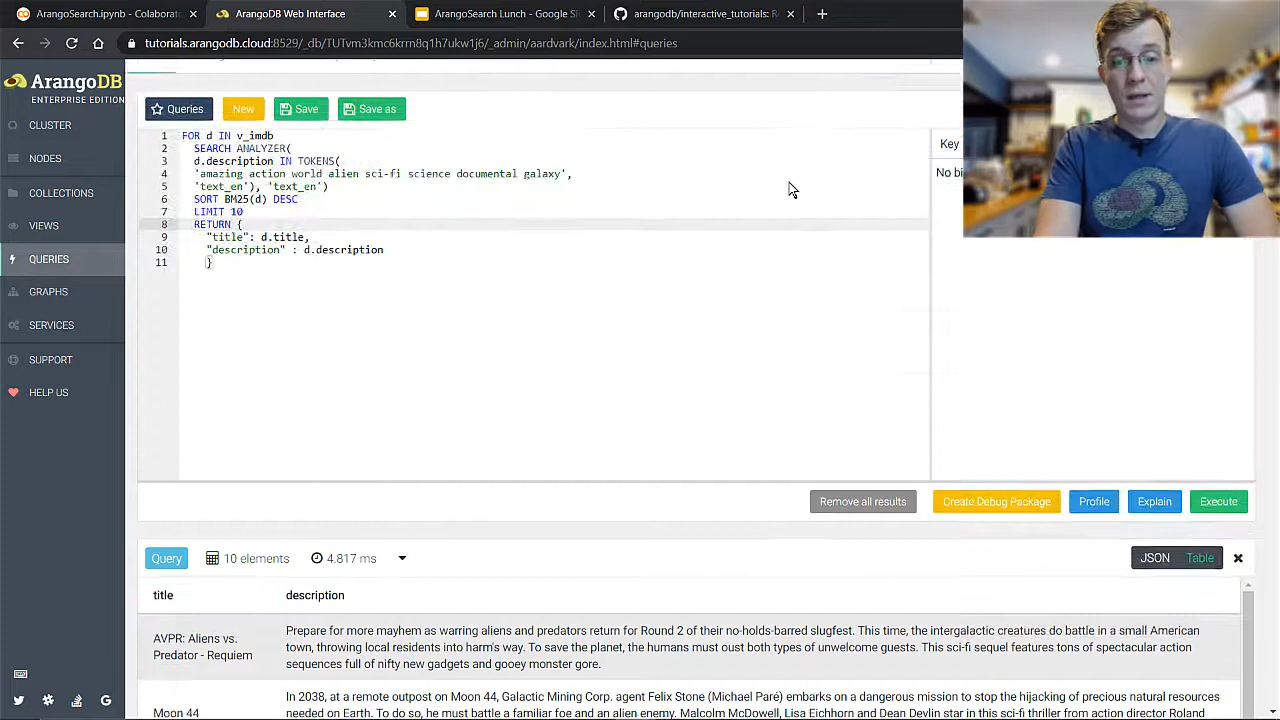 ArangoSearch.ipynb - Colaborato
ArangoDB Web Interface
ArangoSearch Lunch - Google Sl
arangodb/interactive_tutorials: R
tutorials.arangodb.cloud:8529/_db/TUTvm3kmc6krrn8q1h7ukw1j6/_admin/aardvark/index.html#queries
ArangoDB
ENTERPRISE EDITION
CLUSTER
NODES
COLLECTIONS
VIEWS
QUERIES
GRAPHS
SERVICES
SUPPORT
HELP US
Queries
New
Save
Save as
1 FOR d IN v_imdb
2 SEARCH ANALYZER(
3 d.description IN TOKENS(
4 'amazing action world alien sci-fi science documental galaxy',
5 'text_en'), 'text_en')
6 SORT BM25(d) DESC
7 LIMIT 10
8 RETURN {
9 "title": d.title,
10 "description" : d.description
11 }
Key
No bi
Remove all results
Create Debug Package
Profile
Explain
Execute
Query
10 elements
4.817 ms
JSON
Table
title
description
AVPR: Aliens vs.
Predator - Requiem
Prepare for more mayhem as warring aliens and predators return for Round 2 of their no-holds-barred slugfest. This time, the intergalactic creatures do battle in a small American
town, throwing local residents into harm's way. To save the planet, the humans must oust both types of unwelcome guests. This sci-fi sequel features tons of spectacular action
sequences full of nifty new gadgets and gooey monster gore.
Moon 44
In 2038, at a remote outpost on Moon 44, Galactic Mining Corp. agent Felix Stone (Michael Paré) embarks on a dangerous mission to stop the hijacking of precious natural resources
needed on Earth. To do so, he must battle a familiar foe and an alien enemy. Malcolm McDowell, Lisa Eichhorn and Dean Devlin star in this sci-fi thriller from action director Roland